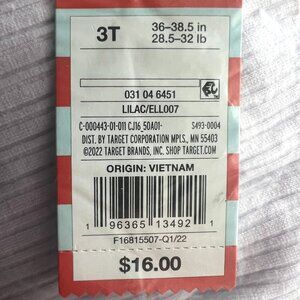 3T
36–38.5 in
28.5–32 lb
031 04 6451
LILAC/ELL007
C-000443-01-011 CJ16_50A01-
S493-0004
DIST. BY TARGET CORPORATION MPLS., MN 55403
©2022 TARGET BRANDS, INC. SHOP TARGET.COM
ORIGIN: VIETNAM
1 96365 13492 1
F16815507-Q1/22
$16.00